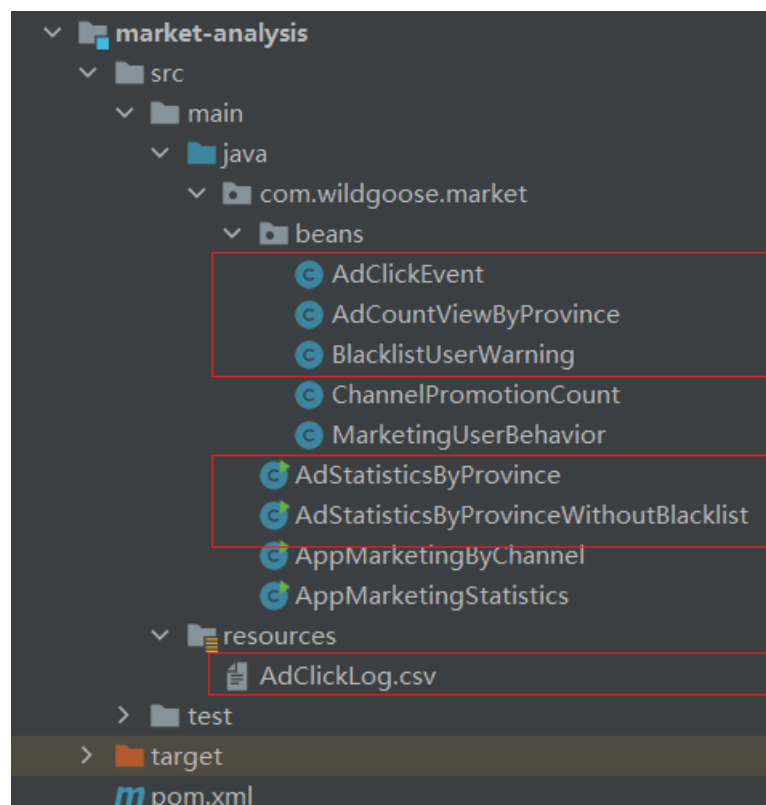 market-analysis
src
main
java
com.wildgoose.market
beans
AdClickEvent
AdCountViewByProvince
BlacklistUserWarning
ChannelPromotionCount
MarketingUserBehavior
AdStatisticsByProvince
AdStatisticsByProvinceWithoutBlacklist
AppMarketingByChannel
AppMarketingStatistics
resources
AdClickLog.csv
test
target
pom.xml